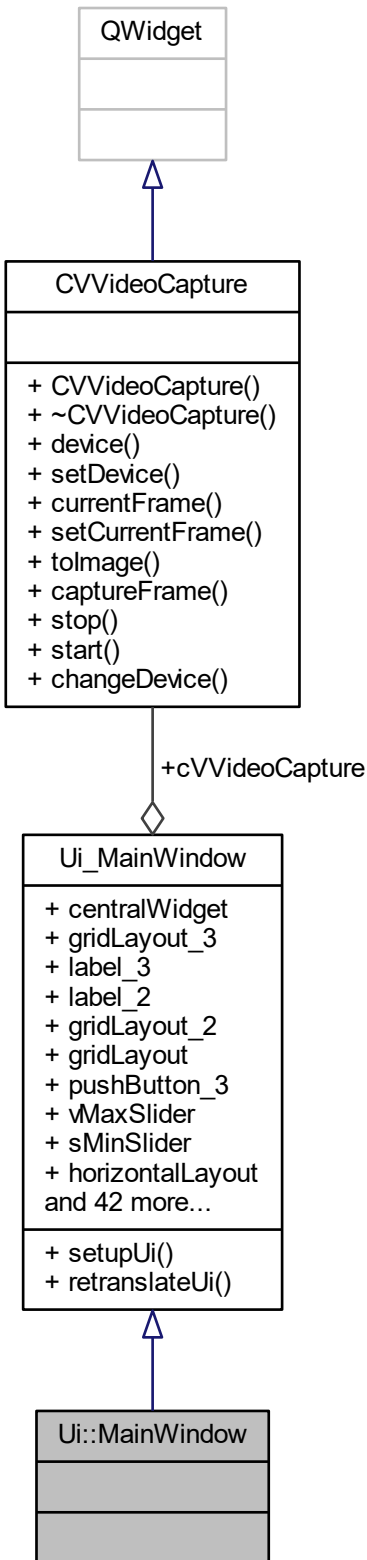 QWidget
CVVideoCapture
+ CVVideoCapture()
+ ~CVVideoCapture()
+ device()
+ setDevice()
+ currentFrame()
+ setCurrentFrame()
+ toImage()
+ captureFrame()
+ stop()
+ start()
+ changeDevice()
+cVVideoCapture
Ui_MainWindow
+ centralWidget
+ gridLayout_3
+ label_3
+ label_2
+ gridLayout_2
+ gridLayout
+ pushButton_3
+ vMaxSlider
+ sMinSlider
+ horizontalLayout
and 42 more...
+ setupUi()
+ retranslateUi()
Ui::MainWindow